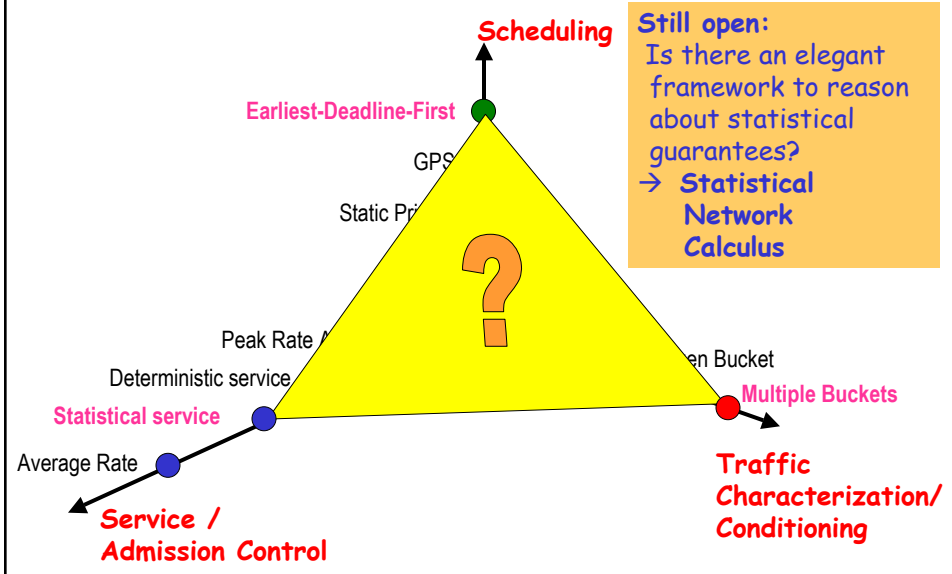 Scheduling
Still open:
Is there an elegant
framework to reason
about statistical
guarantees?
→ Statistical
Network
Calculus
Earliest-Deadline-First
GPS
Static Pri
?
Peak Rate A
Deterministic service
en Bucket
Statistical service
Multiple Buckets
Average Rate
Traffic
Characterization/
Conditioning
Service /
Admission Control